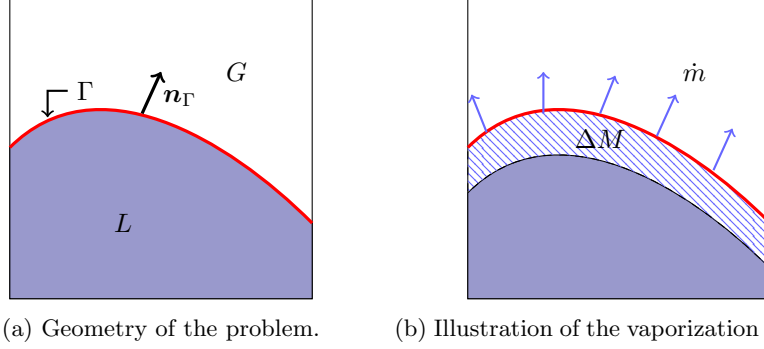 G
Γ
n_Γ
L
(a) Geometry of the problem.
ṁ
ΔM
(b) Illustration of the vaporization